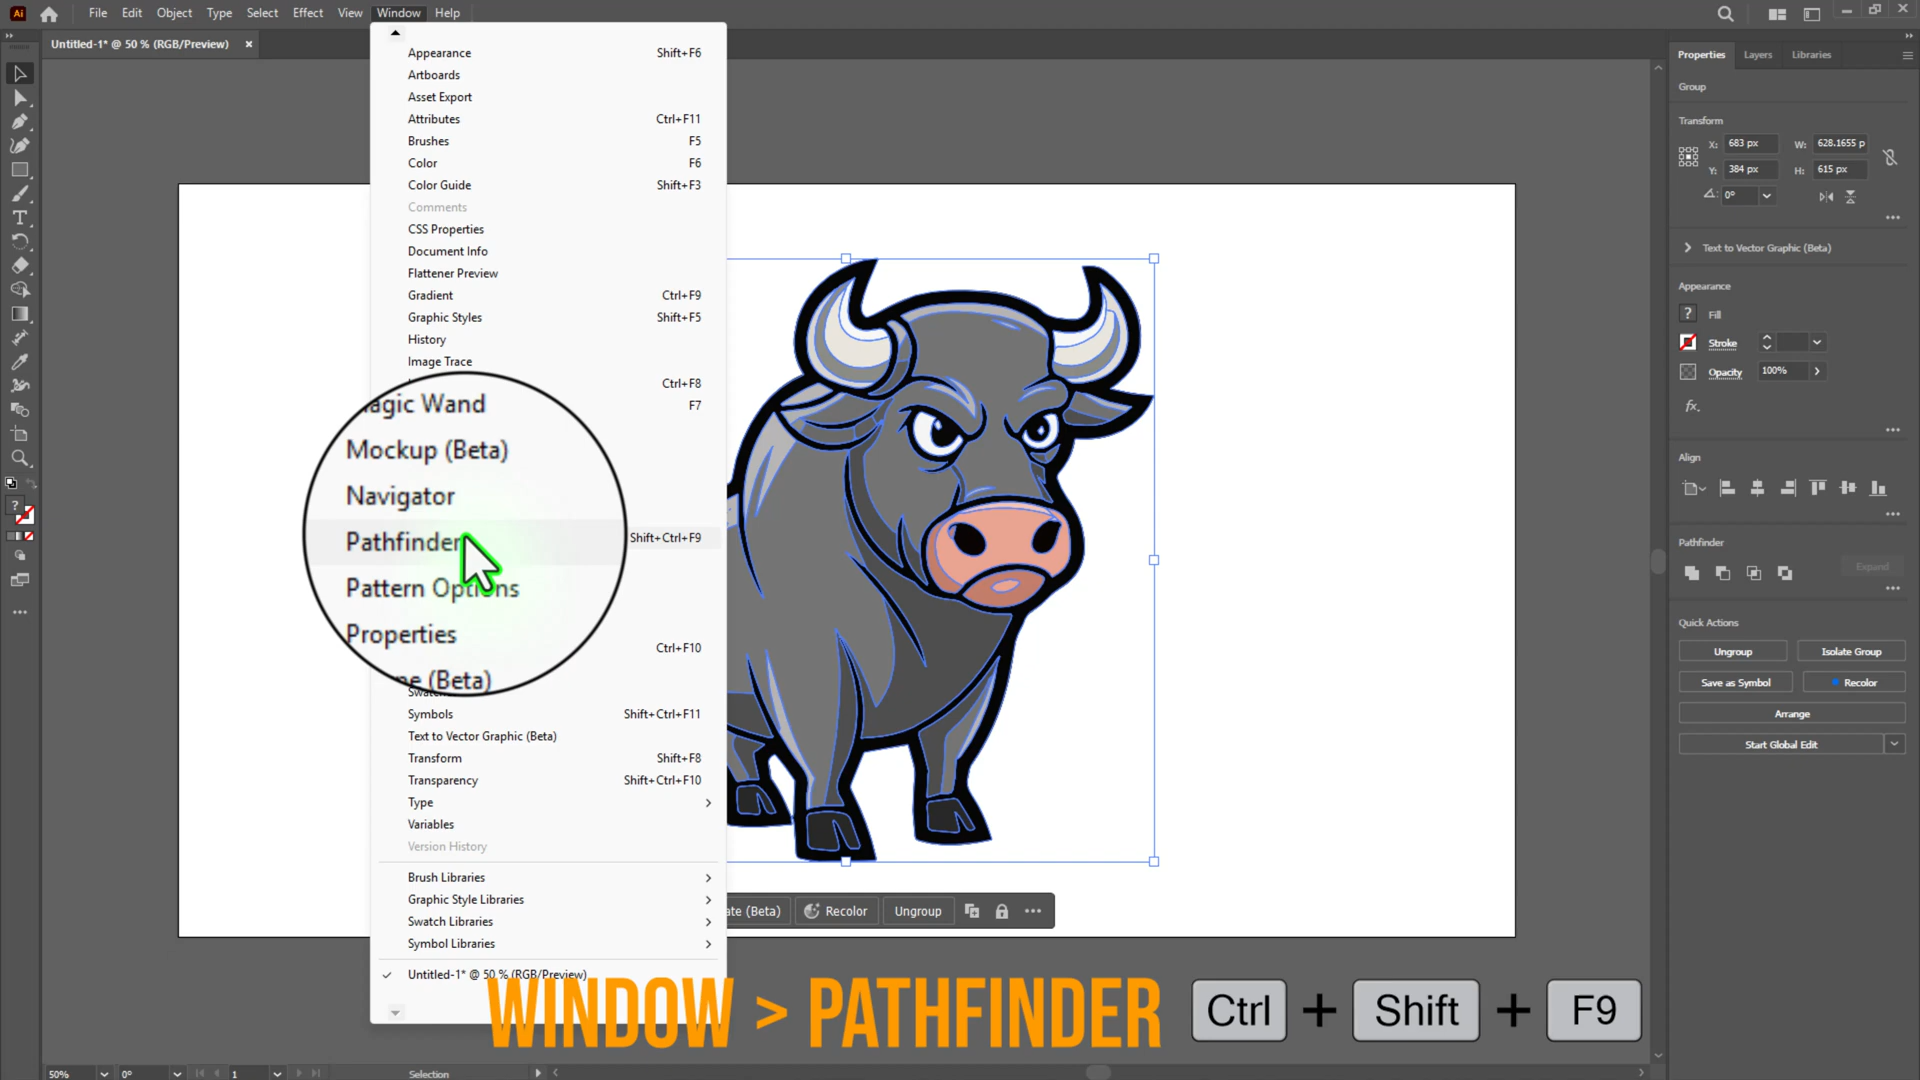 Ai File Edit Object Type Select Effect View Window Help
Untitled-1* @ 50 % (RGB/Preview) ×
Appearance Shift+F6
Artboards
Asset Export
Attributes Ctrl+F11
Brushes F5
Color F6
Color Guide Shift+F3
Comments
CSS Properties
Document Info
Flattener Preview
Gradient Ctrl+F9
Graphic Styles Shift+F5
History
Image Trace
Ctrl+F8
F7
agic Wand
Mockup (Beta)
Navigator
Pathfinder Shift+Ctrl+F9
Pattern Options
Properties
Ctrl+F10
pe (Beta)
Symbols Shift+Ctrl+F11
Text to Vector Graphic (Beta)
Transform Shift+F8
Transparency Shift+Ctrl+F10
Type
Variables
Version History
Brush Libraries
Graphic Style Libraries
Swatch Libraries
Symbol Libraries
Untitled-1* @ 50 % (RGB/Preview)
ate (Beta) Recolor Ungroup
WINDOW > PATHFINDER Ctrl + Shift + F9
50% 0° 1 Selection
Properties Layers Libraries
Group
Transform
X: 683 px W: 628.1655 p
Y: 384 px H: 615 px
0°
Text to Vector Graphic (Beta)
Appearance
? Fill
Stroke
Opacity 100%
fx.
Align
Pathfinder
Expand
Quick Actions
Ungroup Isolate Group
Save as Symbol Recolor
Arrange
Start Global Edit